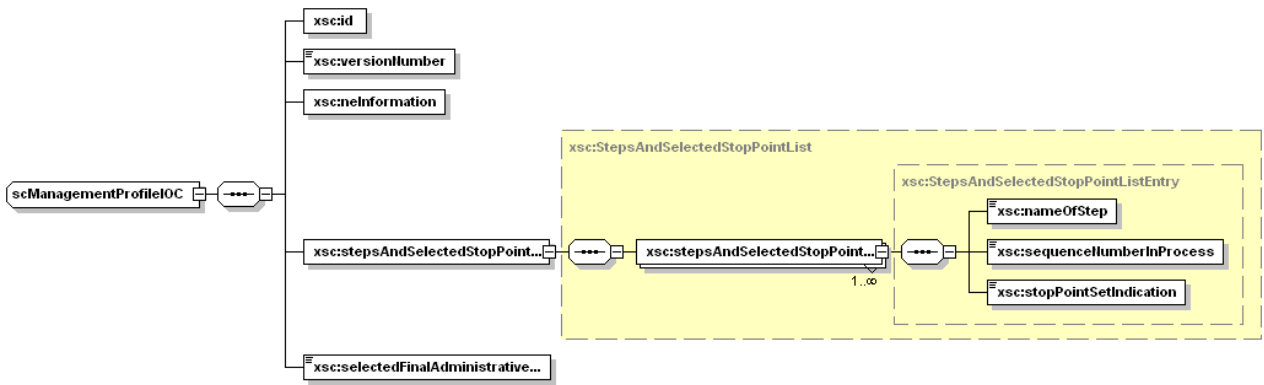 xsc:id
xsc:versionNumber
xsc:neInformation
xsc:StepsAndSelectedStopPointList
xsc:StepsAndSelectedStopPointListEntry
scManagementProfileIOC
xsc:nameOfStep
xsc:stepsAndSelectedStopPoint...
xsc:stepsAndSelectedStopPoint...
xsc:sequenceNumberInProcess
1..∞
xsc:stopPointSetIndication
xsc:selectedFinalAdministrative...